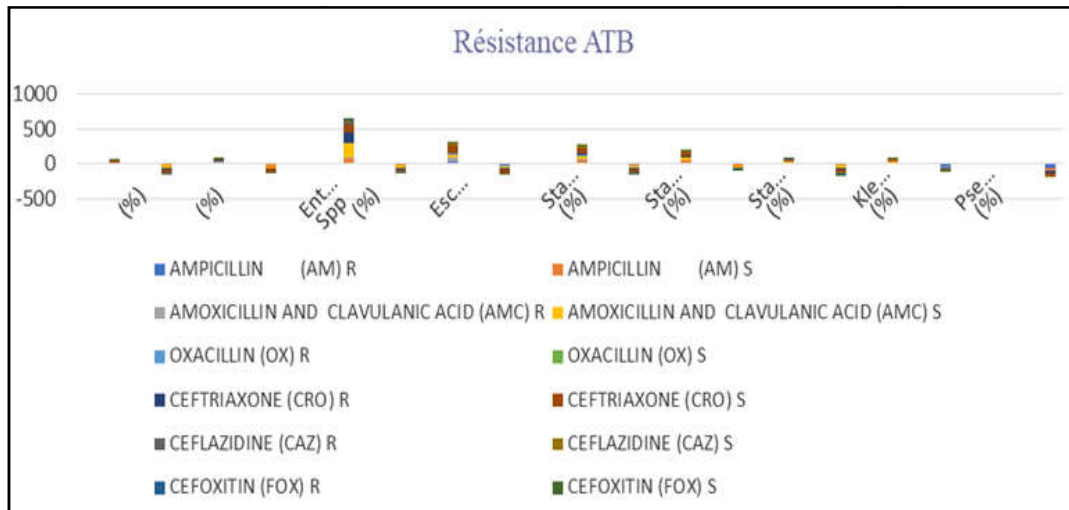 Résistance ATB
1000
500
0
-500
(%)
(%)
Ent...
Spp
(%)
Esc...
Sta...
(%)
Sta...
(%)
Sta...
(%)
Kle...
(%)
Pse...
(%)
AMPICILLIN (AM) R
AMPICILLIN (AM) S
AMOXICILLIN AND CLAVULANIC ACID (AMC) R
AMOXICILLIN AND CLAVULANIC ACID (AMC) S
OXACILLIN (OX) R
OXACILLIN (OX) S
CEFTRIAXONE (CRO) R
CEFTRIAXONE (CRO) S
CEFLAZIDINE (CAZ) R
CEFLAZIDINE (CAZ) S
CEFOXITIN (FOX) R
CEFOXITIN (FOX) S